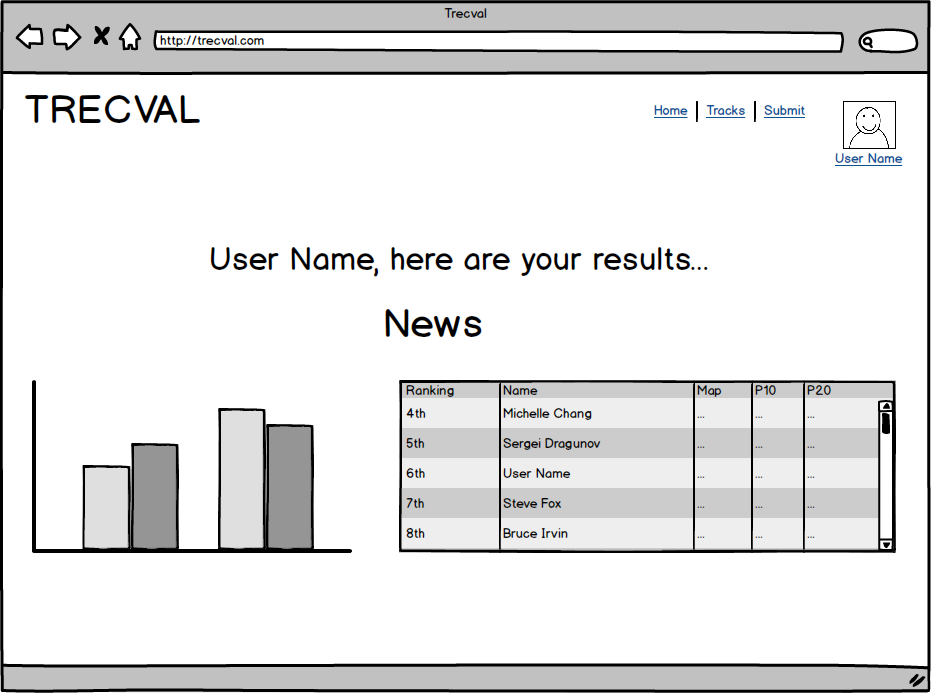 Trecval
http://trecval.com
TRECVAL
Home Tracks Submit
User Name
User Name, here are your results...
News
Ranking Name Map P10 P20
4th Michelle Chang ... ... ...
5th Sergei Dragunov ... ... ...
6th User Name ... ... ...
7th Steve Fox ... ... ...
8th Bruce Irvin ... ... ...